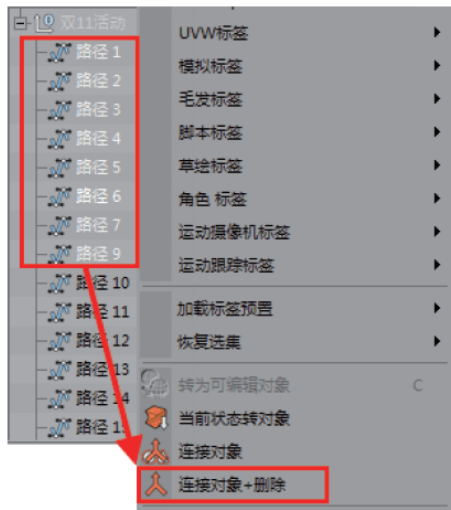 双11活动
路径 1
路径 2
路径 3
路径 4
路径 5
路径 6
路径 7
路径 9
路径 10
路径 11
路径 12
路径 13
路径 14
路径 15
UVW标签
模拟标签
毛发标签
脚本标签
草绘标签
角色 标签
运动摄像机标签
运动跟踪标签
加载标签预置
恢复选集
转为可编辑对象 C
当前状态转对象
连接对象
连接对象+删除